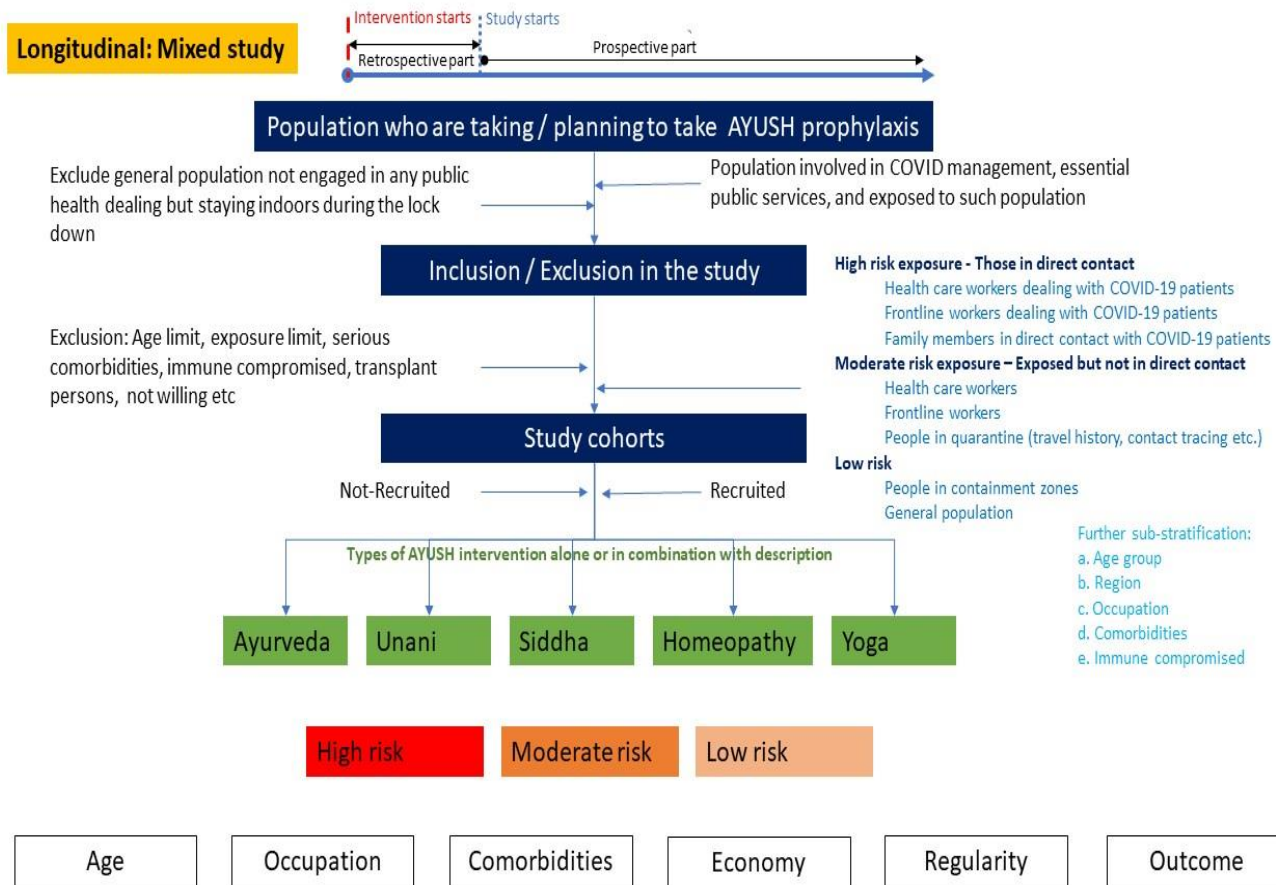 Longitudinal: Mixed study
Intervention starts
Study starts
Retrospective part
Prospective part
Population who are taking / planning to take AYUSH prophylaxis
Exclude general population not engaged in any public
health dealing but staying indoors during the lock
down
Population involved in COVID management, essential
public services, and exposed to such population
Inclusion / Exclusion in the study
High risk exposure - Those in direct contact
Health care workers dealing with COVID-19 patients
Frontline workers dealing with COVID-19 patients
Family members in direct contact with COVID-19 patients
Moderate risk exposure – Exposed but not in direct contact
Health care workers
Frontline workers
People in quarantine (travel history, contact tracing etc.)
Low risk
People in containment zones
General population
Exclusion: Age limit, exposure limit, serious
comorbidities, immune compromised, transplant
persons, not willing etc
Study cohorts
Not-Recruited
Recruited
Types of AYUSH intervention alone or in combination with description
Further sub-stratification:
a. Age group
b. Region
c. Occupation
d. Comorbidities
e. Immune compromised
Ayurveda
Unani
Siddha
Homeopathy
Yoga
High risk
Moderate risk
Low risk
Age
Occupation
Comorbidities
Economy
Regularity
Outcome